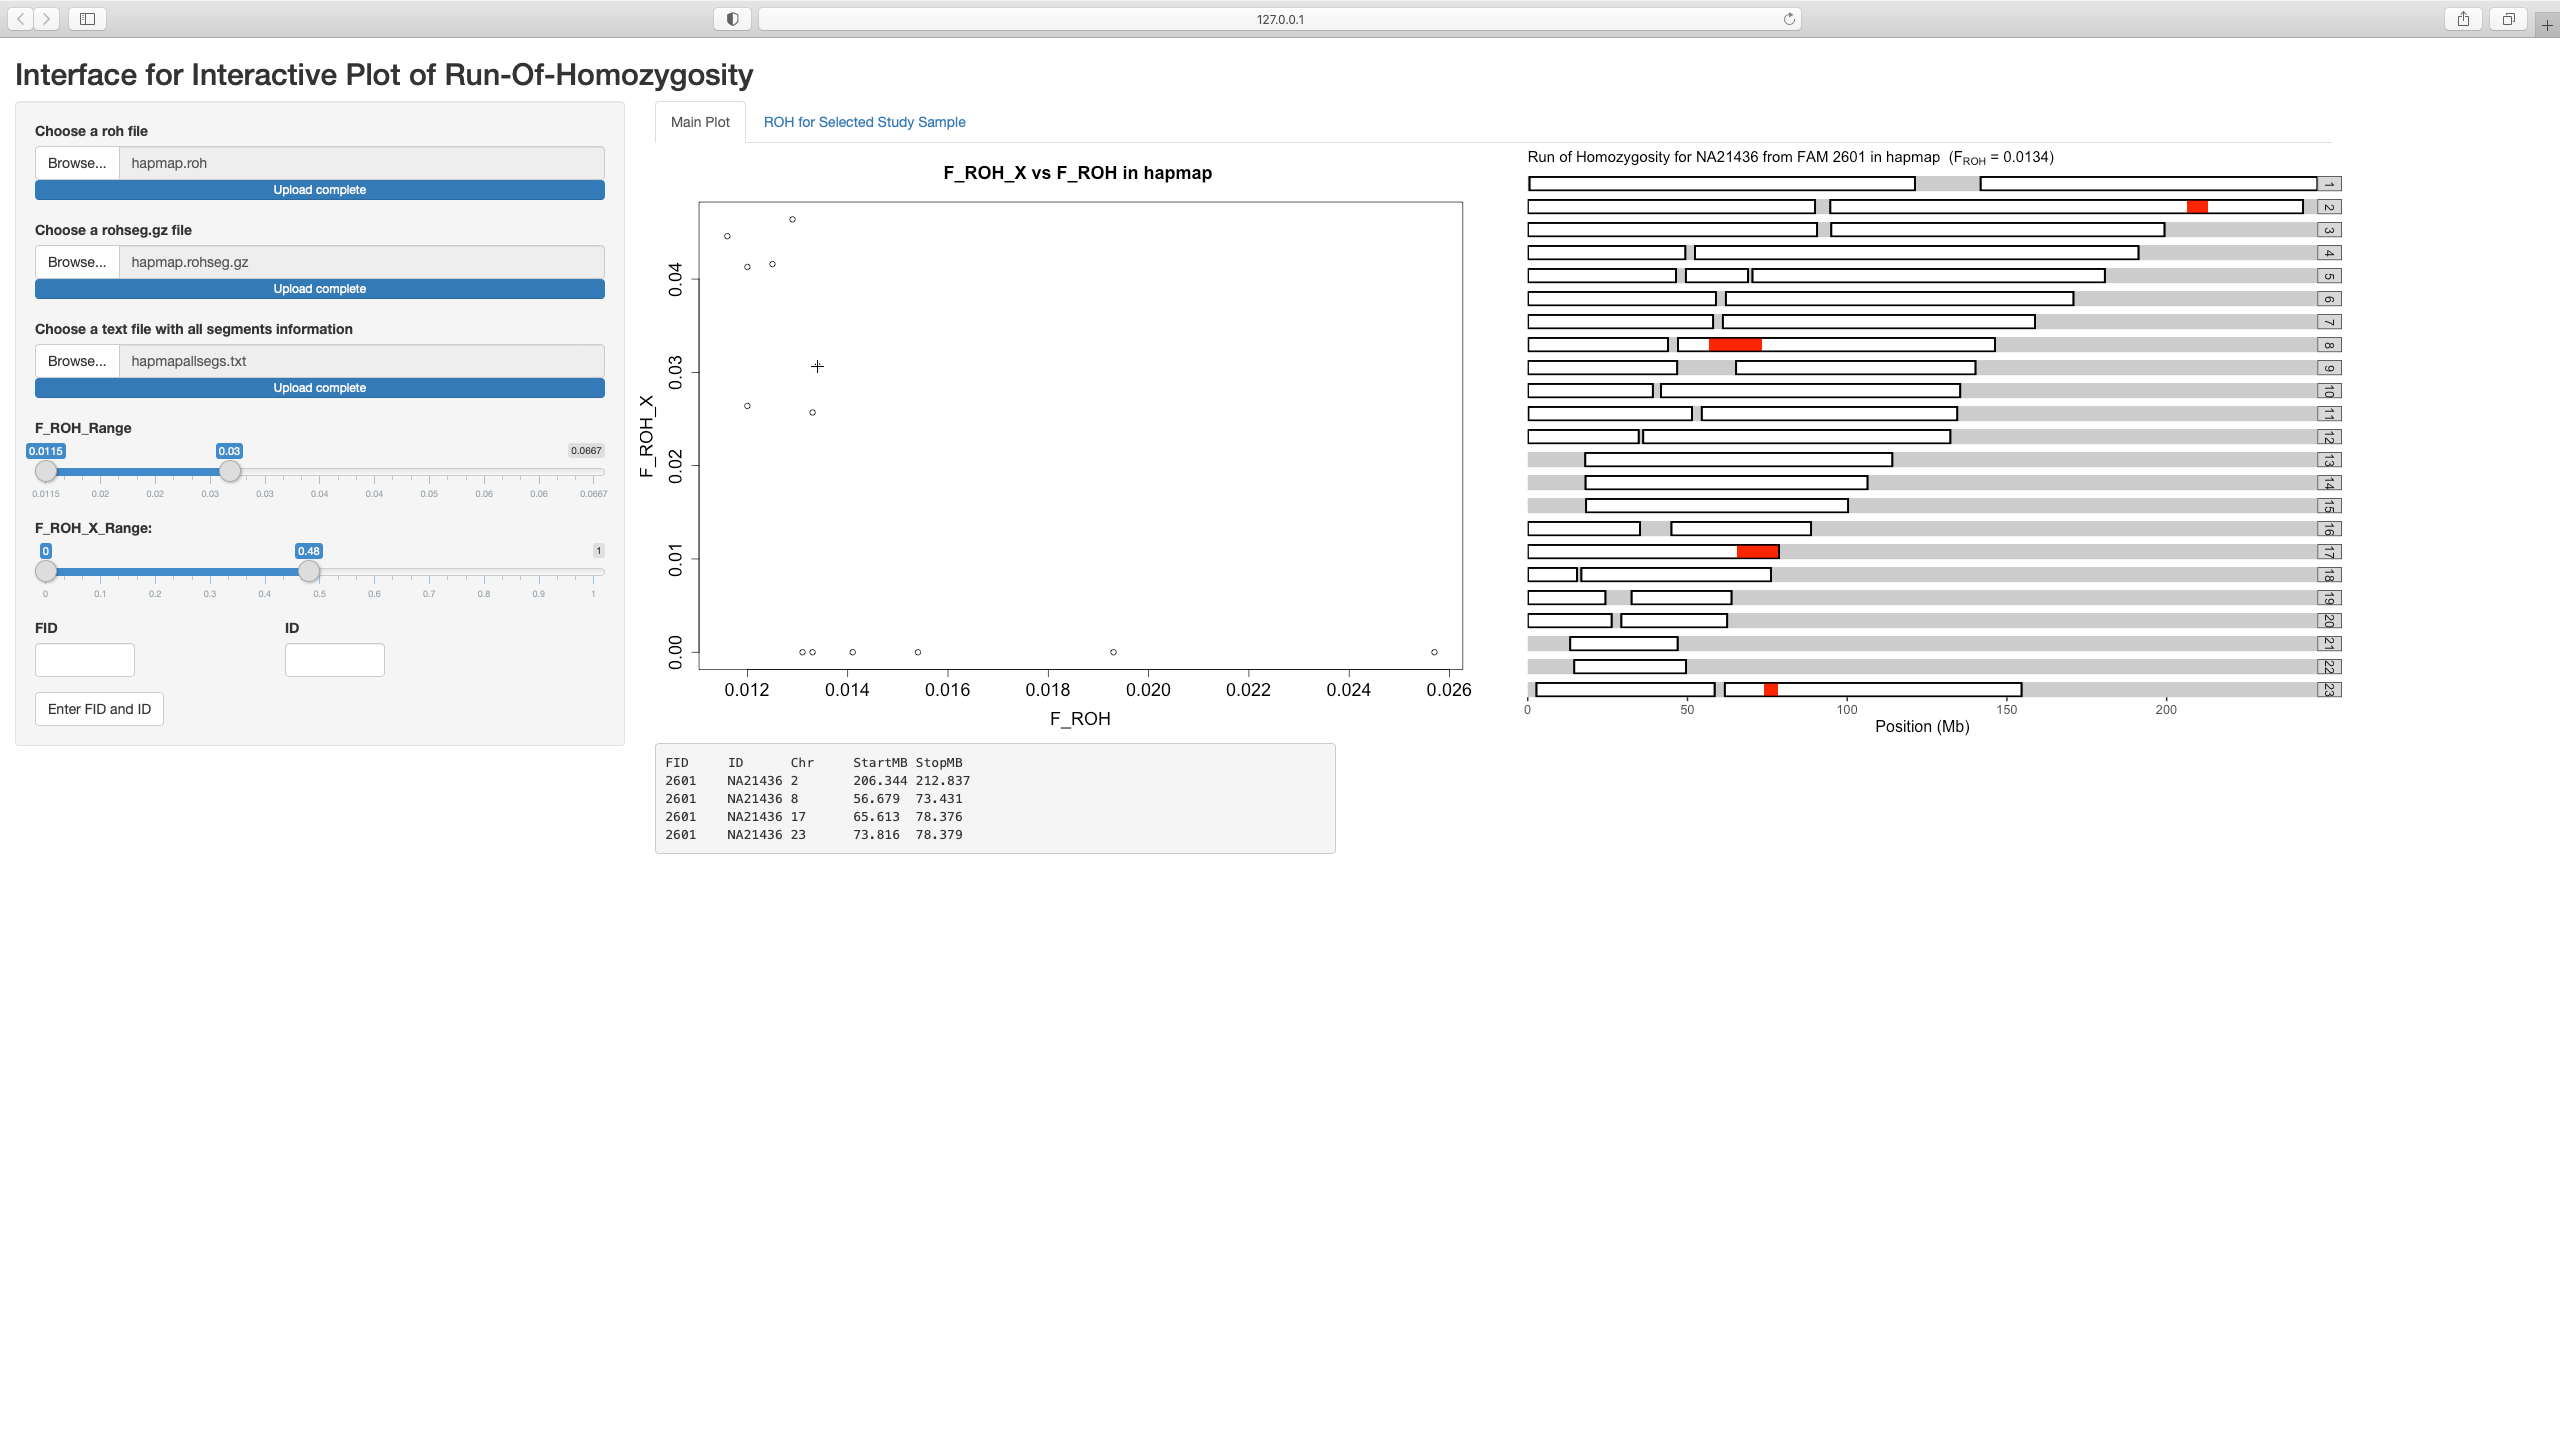 127.0.0.1
Interface for Interactive Plot of Run-Of-Homozygosity
Choose a roh file
Browse... hapmap.roh
Upload complete
Choose a rohseg.gz file
Browse... hapmap.rohseg.gz
Upload complete
Choose a text file with all segments information
Browse... hapmapallsegs.txt
Upload complete
F_ROH_Range
0.0115 0.03 0.0667
0.0115 0.02 0.02 0.03 0.03 0.04 0.04 0.05 0.06 0.06 0.0667
F_ROH_X_Range:
0 0.48 1
0 0.1 0.2 0.3 0.4 0.5 0.6 0.7 0.8 0.9 1
FID ID
Enter FID and ID
Main Plot ROH for Selected Study Sample
F_ROH_X vs F_ROH in hapmap
0.04
0.03
0.02
0.01
0.00
F_ROH_X
0.012 0.014 0.016 0.018 0.020 0.022 0.024 0.026
F_ROH
Run of Homozygosity for NA21436 from FAM 2601 in hapmap (FROH = 0.0134)
1
2
3
4
5
6
7
8
9
10
11
12
13
14
15
16
17
18
19
20
21
22
23
0 50 100 150 200
Position (Mb)
FID ID Chr StartMB StopMB
2601 NA21436 2 206.344 212.837
2601 NA21436 8 56.679 73.431
2601 NA21436 17 65.613 78.376
2601 NA21436 23 73.816 78.379